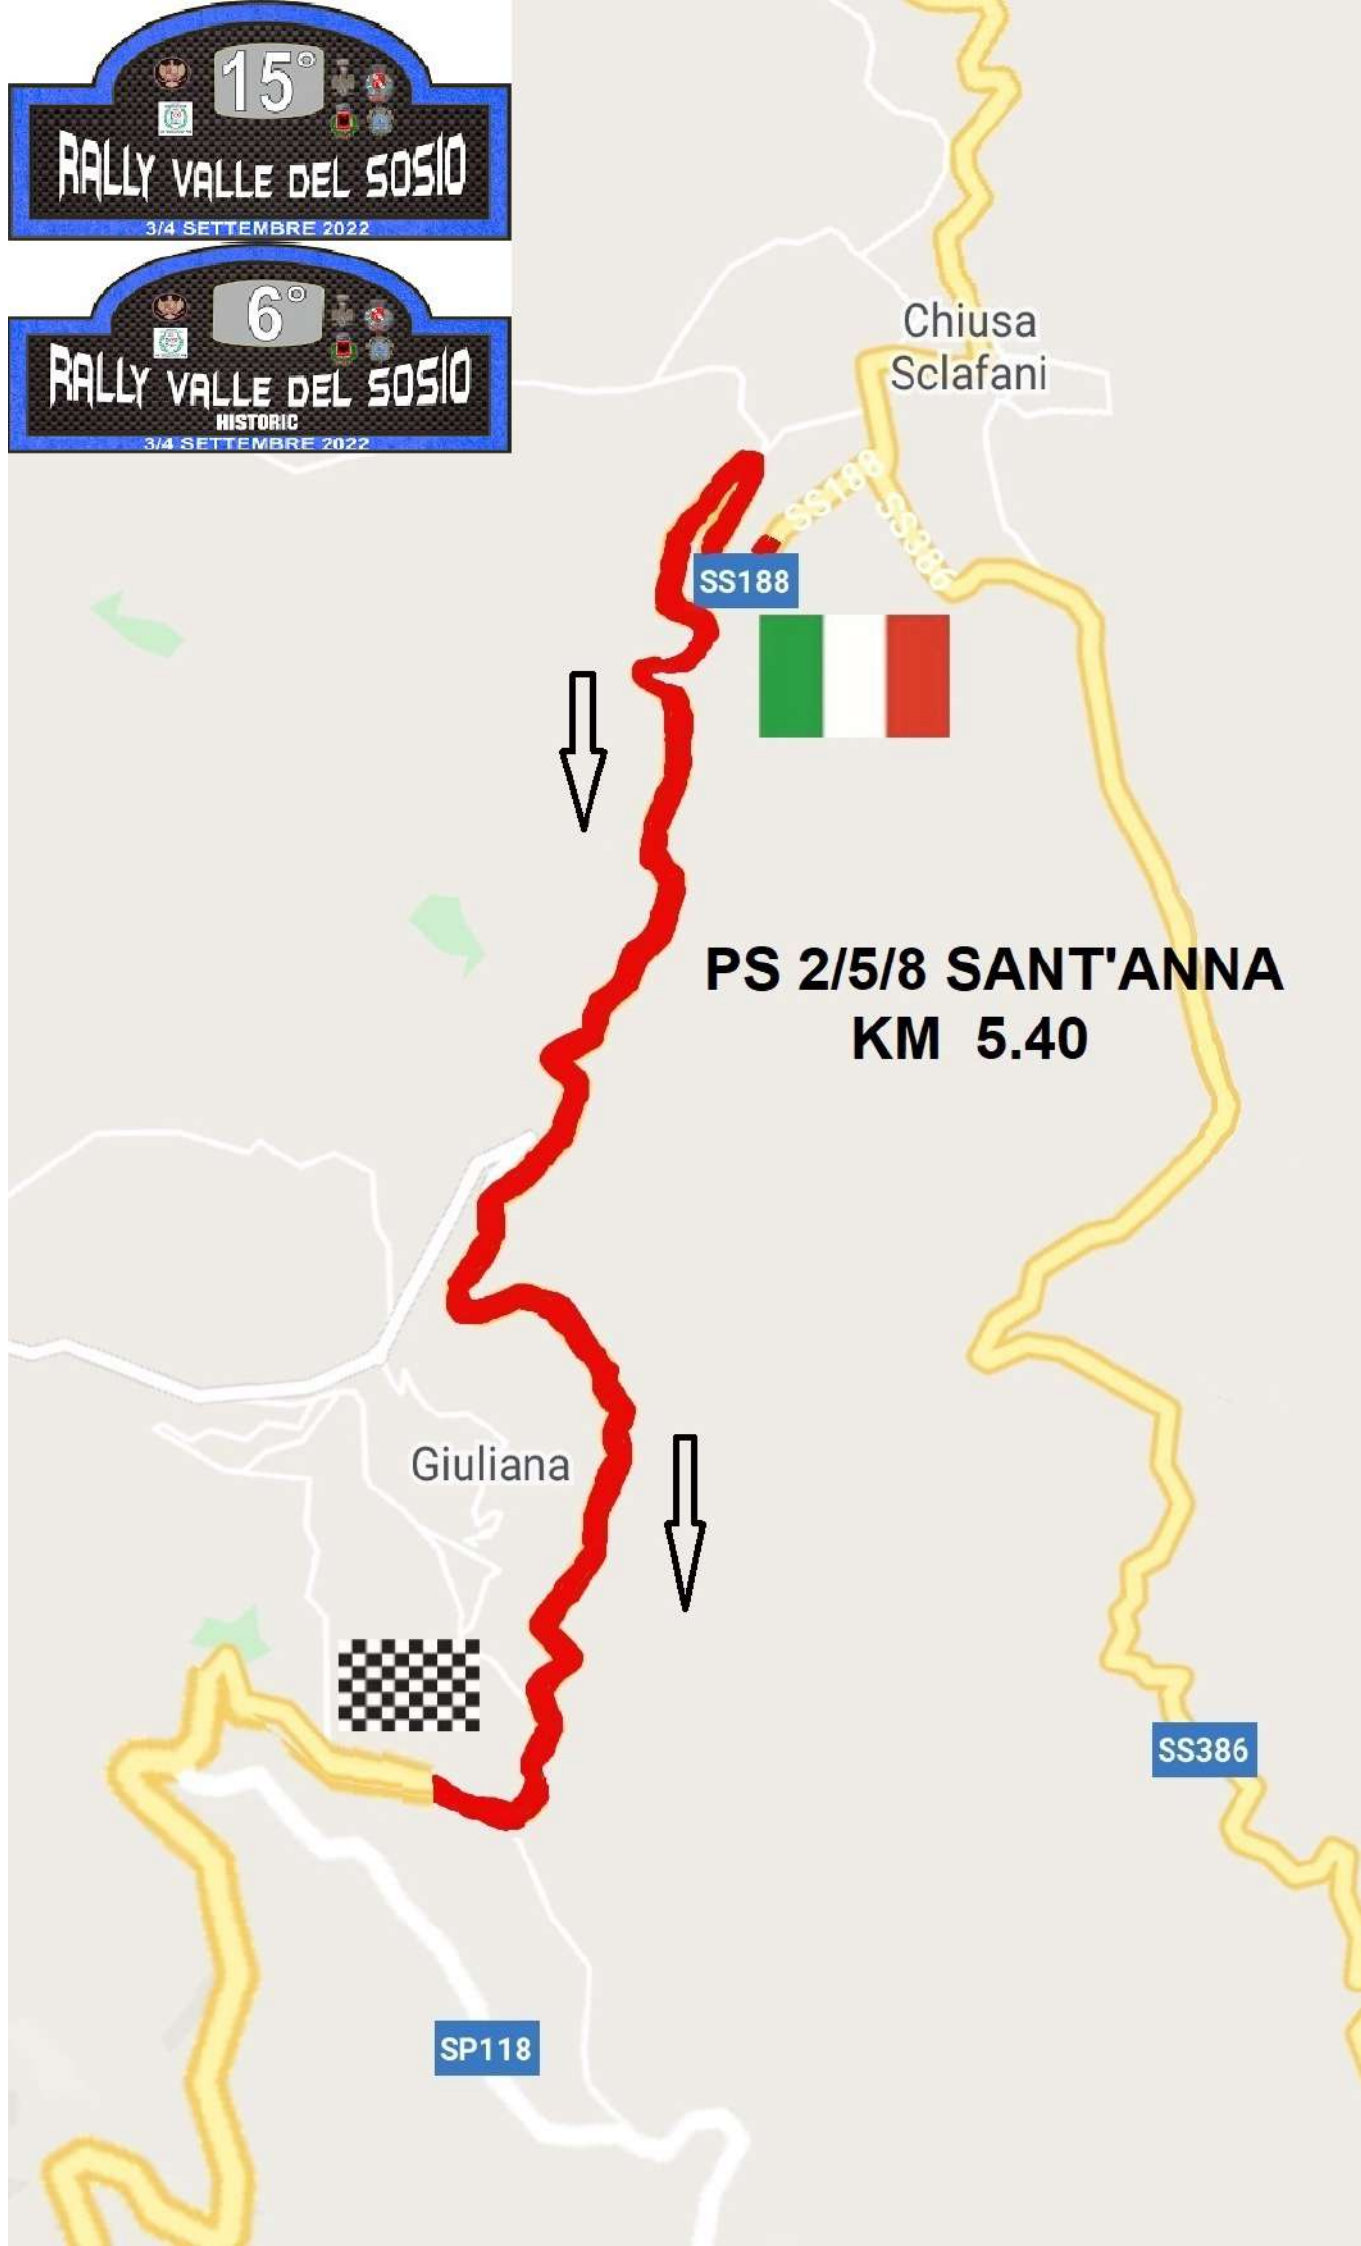 15°
RALLY VALLE DEL SOSIO
3/4 SETTEMBRE 2022
6°
RALLY VALLE DEL SOSIO
HISTORIC
3/4 SETTEMBRE 2022
Chiusa
Sclafani
SS188
SS386
SS188
PS 2/5/8 SANT'ANNA
KM 5.40
Giuliana
SS386
SP118